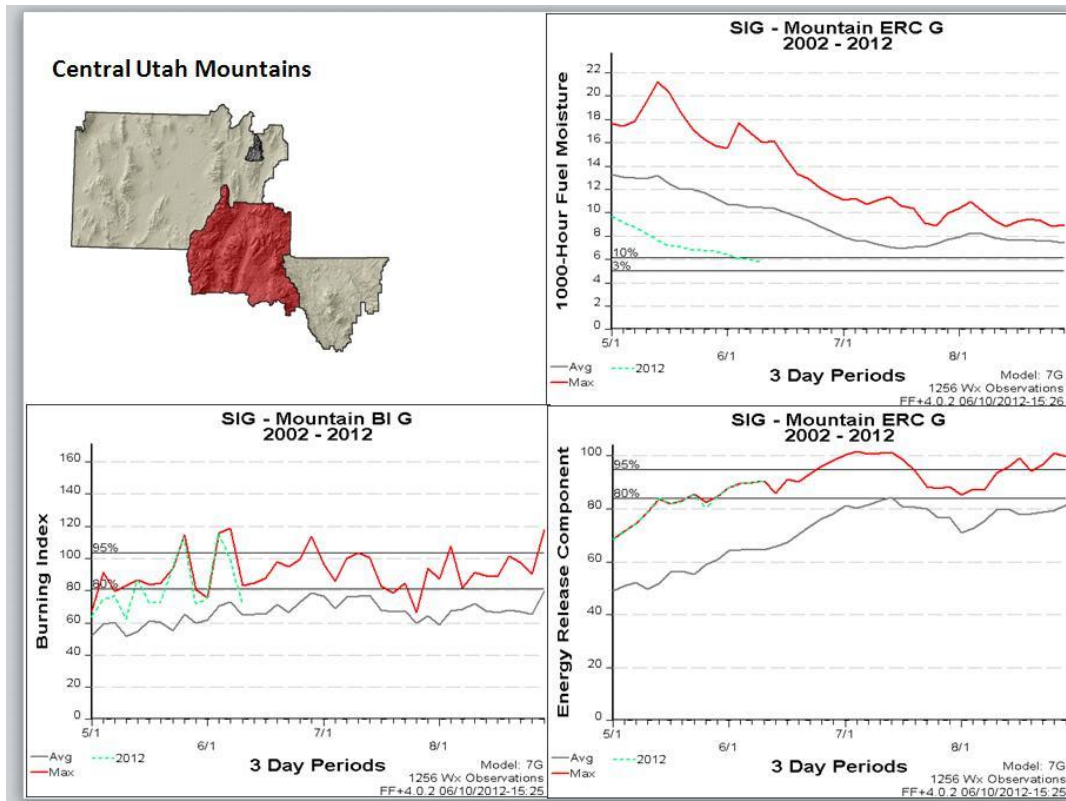 Central Utah Mountains
SIG - Mountain ERC G
2002 - 2012
1000-Hour Fuel Moisture
22
20
18
16
14
12
10
8
6
4
2
0
10%
3%
5/1
6/1
7/1
8/1
Avg
2012
Max
3 Day Periods
Model: 7G
1256 Wx Observations
FF+4.0.2 06/10/2012-15:26
SIG - Mountain BI G
2002 - 2012
Burning Index
160
140
120
100
80
60
40
20
0
95%
80%
5/1
6/1
7/1
8/1
Avg
2012
Max
3 Day Periods
Model: 7G
1256 Wx Observations
FF+4.0.2 06/10/2012-15:25
SIG - Mountain ERC G
2002 - 2012
Energy Release Component
100
80
60
40
20
0
95%
80%
5/1
6/1
7/1
8/1
Avg
2012
Max
3 Day Periods
Model: 7G
1256 Wx Observations
FF+4.0.2 06/10/2012-15:25